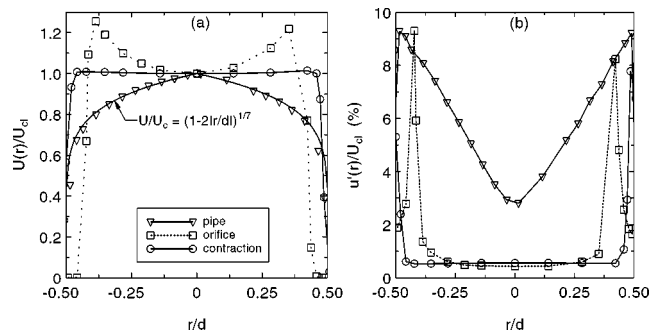 (a)
U(r)/U_cl
1.2
1.0
0.8
0.6
0.4
0.2
0.0
U/U_c = (1-2|r/d|)^1/7
pipe
orifice
contraction
-0.50
-0.25
0
0.25
0.50
r/d
(b)
u'(r)/U_cl (%)
10
8
6
4
2
0
-0.50
-0.25
0
0.25
0.50
r/d